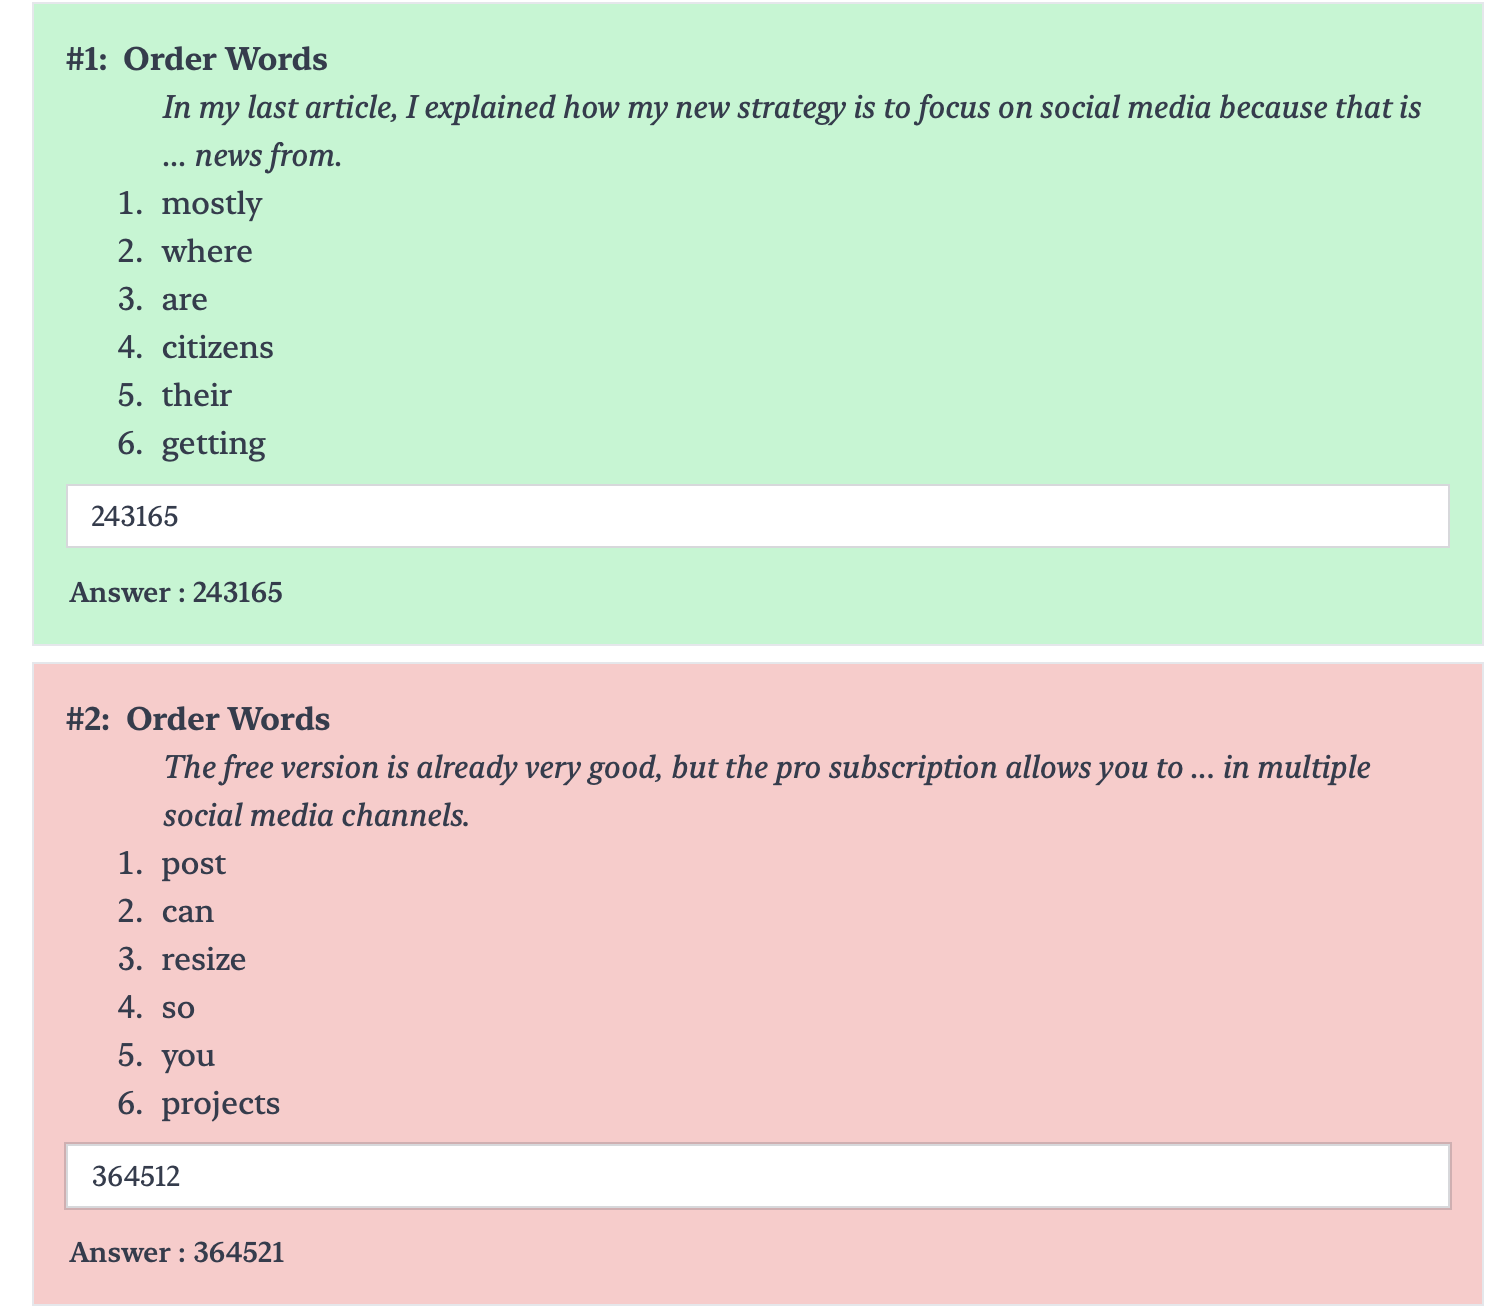 #1: Order Words
In my last article, I explained how my new strategy is to focus on social media because that is
... news from.
1. mostly
2. where
3. are
4. citizens
5. their
6. getting
243165
Answer : 243165
#2: Order Words
The free version is already very good, but the pro subscription allows you to ... in multiple
social media channels.
1. post
2. can
3. resize
4. so
5. you
6. projects
364512
Answer : 364521